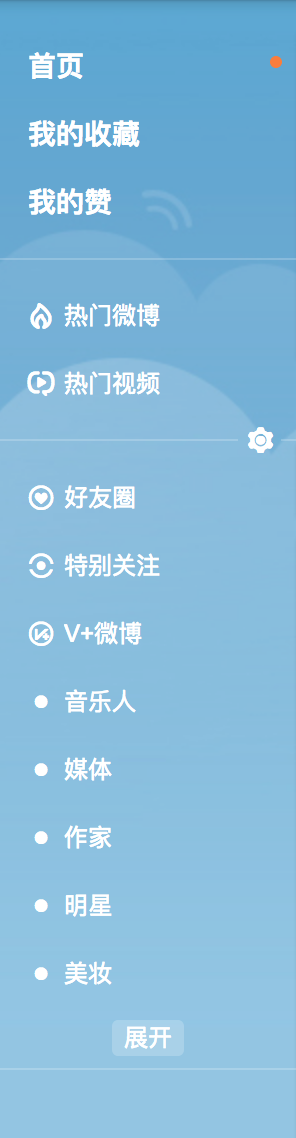 首页
我的收藏
我的赞
热门微博
热门视频
好友圈
特别关注
V+微博
音乐人
媒体
作家
明星
美妆
展开